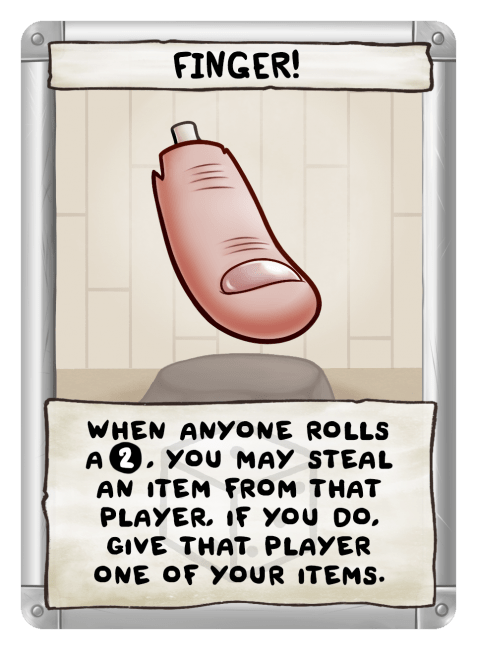 FINGER!
WHEN ANYONE ROLLS
A 2, YOU MAY STEAL
AN ITEM FROM THAT
PLAYER. IF YOU DO,
GIVE THAT PLAYER
ONE OF YOUR ITEMS.